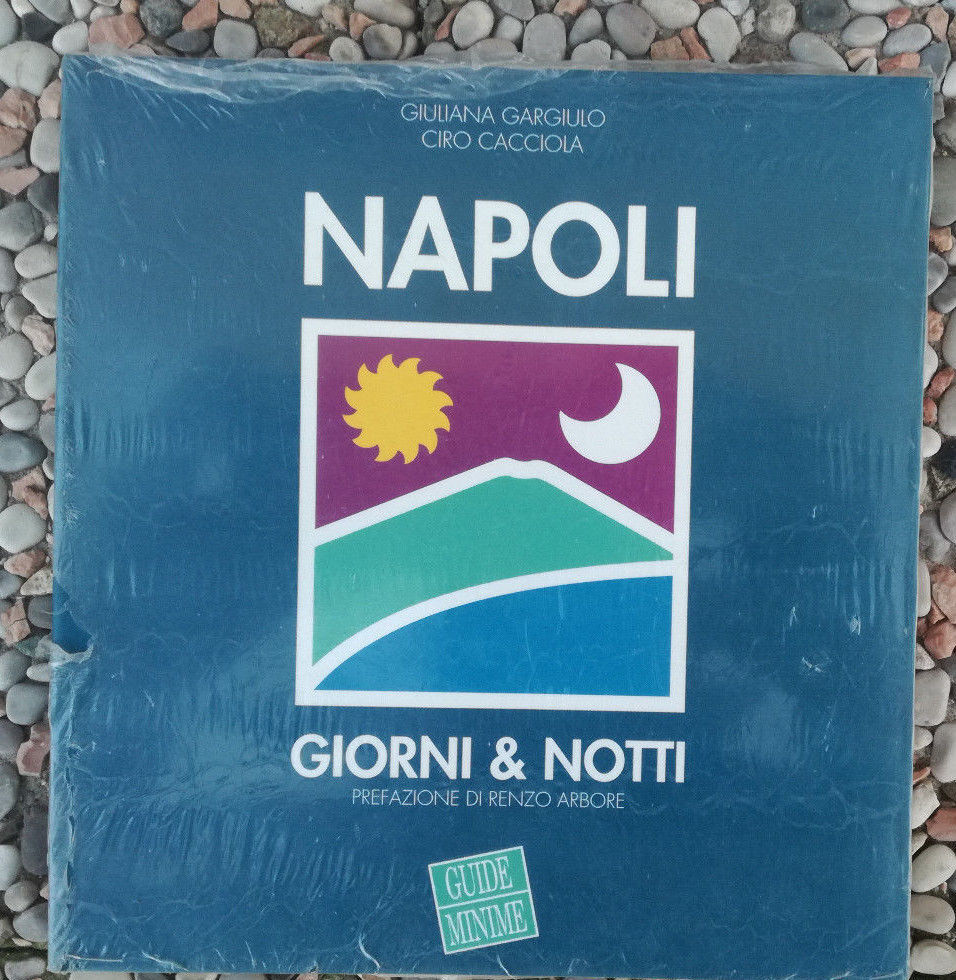 GIULIANA GARGIULO
CIRO CACCIOLA
NAPOLI
GIORNI & NOTTI
PREFAZIONE DI RENZO ARBORE
GUIDE
MINIME